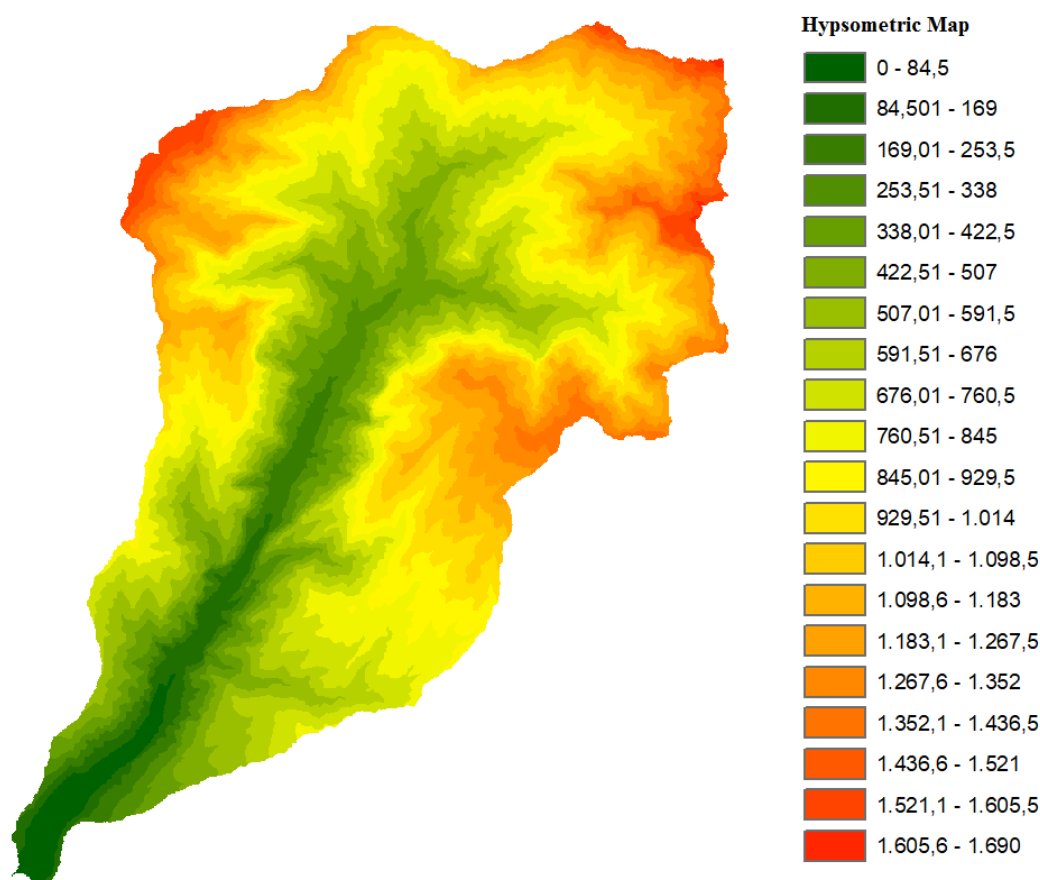 Hypsometric Map
0 - 84,5
84,501 - 169
169,01 - 253,5
253,51 - 338
338,01 - 422,5
422,51 - 507
507,01 - 591,5
591,51 - 676
676,01 - 760,5
760,51 - 845
845,01 - 929,5
929,51 - 1.014
1.014,1 - 1.098,5
1.098,6 - 1.183
1.183,1 - 1.267,5
1.267,6 - 1.352
1.352,1 - 1.436,5
1.436,6 - 1.521
1.521,1 - 1.605,5
1.605,6 - 1.690